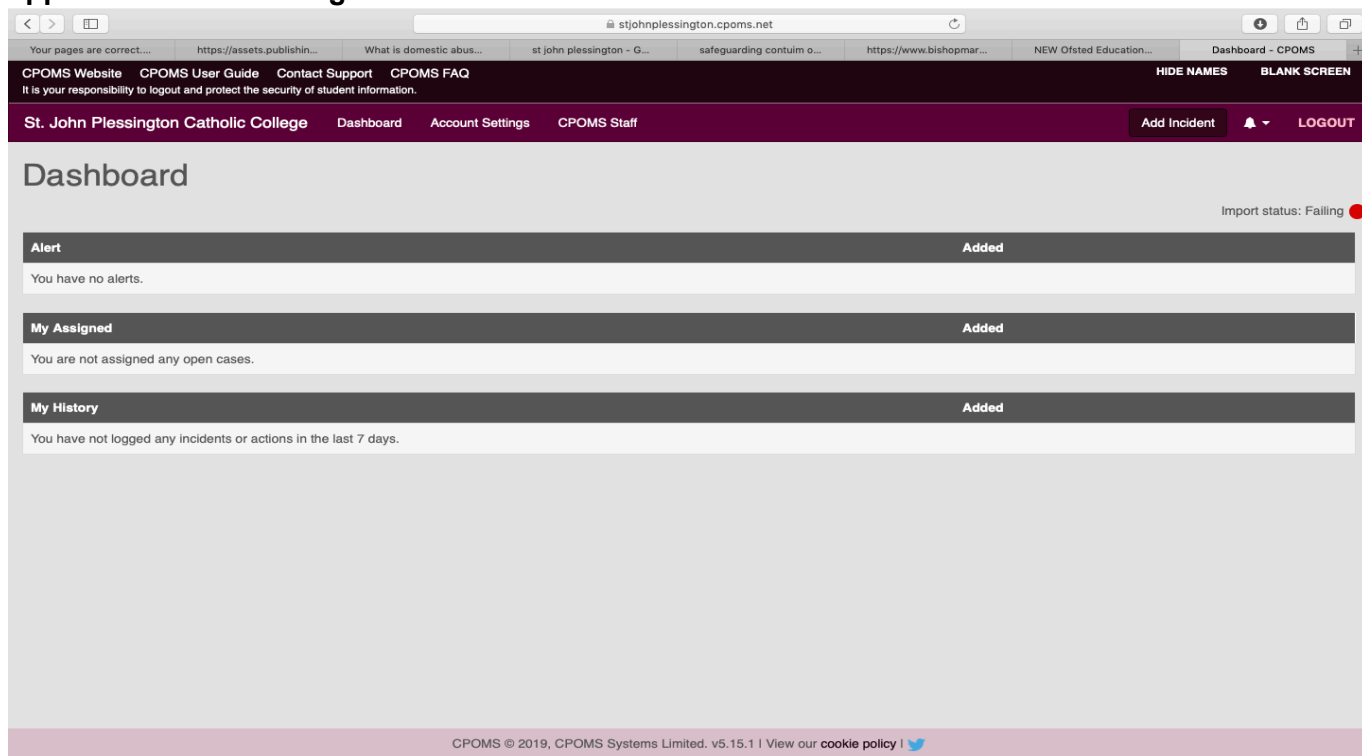 stjohnplessington.cpoms.net
Your pages are correct.... https://assets.publishin... What is domestic abus... st john plessington - G... safeguarding contuim o... https://www.bishopmar... NEW Ofsted Education... Dashboard - CPOMS
CPOMS Website CPOMS User Guide Contact Support CPOMS FAQ HIDE NAMES BLANK SCREEN
It is your responsibility to logout and protect the security of student information.
St. John Plessington Catholic College Dashboard Account Settings CPOMS Staff Add Incident LOGOUT
Dashboard
Import status: Failing
Alert Added
You have no alerts.
My Assigned Added
You are not assigned any open cases.
My History Added
You have not logged any incidents or actions in the last 7 days.
CPOMS © 2019, CPOMS Systems Limited. v5.15.1 | View our cookie policy |